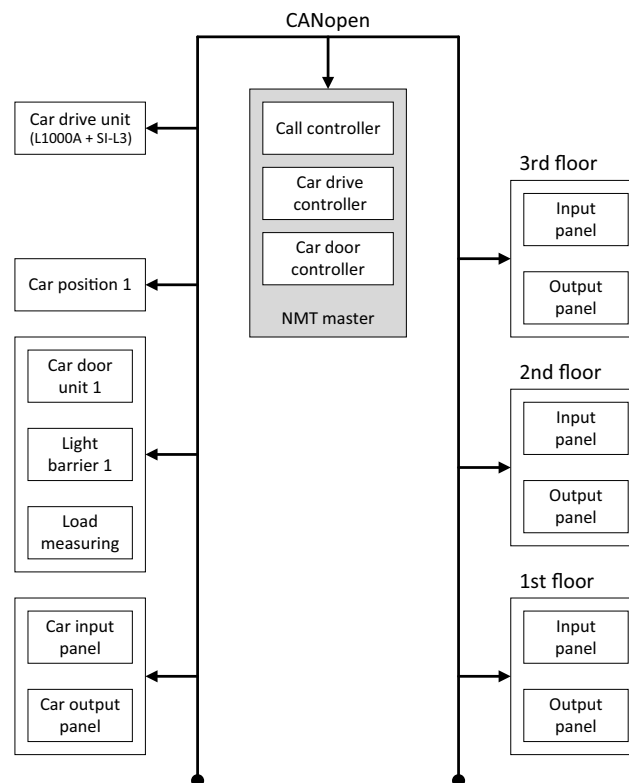 CANopen
Car drive unit
(L1000A + SI-L3)
Car position 1
Car door
unit 1
Light
barrier 1
Load
measuring
Car input
panel
Car output
panel
Call controller
Car drive
controller
Car door
controller
NMT master
3rd floor
Input
panel
Output
panel
2nd floor
Input
panel
Output
panel
1st floor
Input
panel
Output
panel